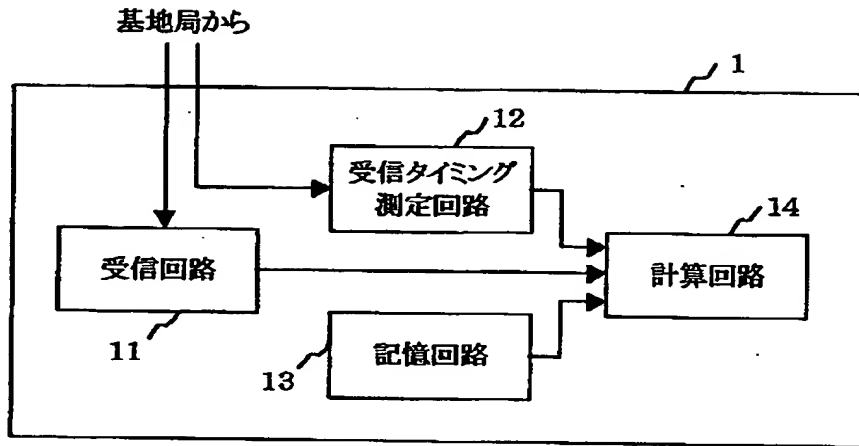 基地局から
1
12
受信タイミング
測定回路
14
受信回路
計算回路
11
13
記憶回路